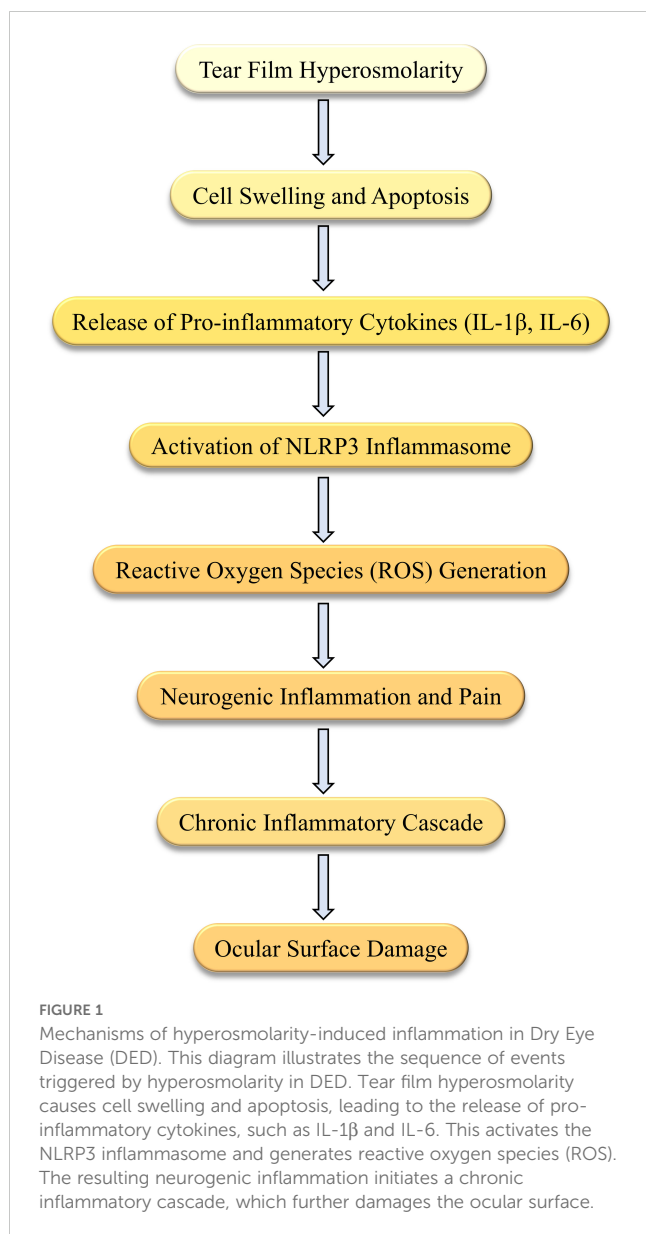 Tear Film Hyperosmolarity
Cell Swelling and Apoptosis
Release of Pro-inflammatory Cytokines (IL-1β, IL-6)
Activation of NLRP3 Inflammasome
Reactive Oxygen Species (ROS) Generation
Neurogenic Inflammation and Pain
Chronic Inflammatory Cascade
Ocular Surface Damage
FIGURE 1
Mechanisms of hyperosmolarity-induced inflammation in Dry Eye
Disease (DED). This diagram illustrates the sequence of events
triggered by hyperosmolarity in DED. Tear film hyperosmolarity
causes cell swelling and apoptosis, leading to the release of pro-
inflammatory cytokines, such as IL-1β and IL-6. This activates the
NLRP3 inflammasome and generates reactive oxygen species (ROS).
The resulting neurogenic inflammation initiates a chronic
inflammatory cascade, which further damages the ocular surface.